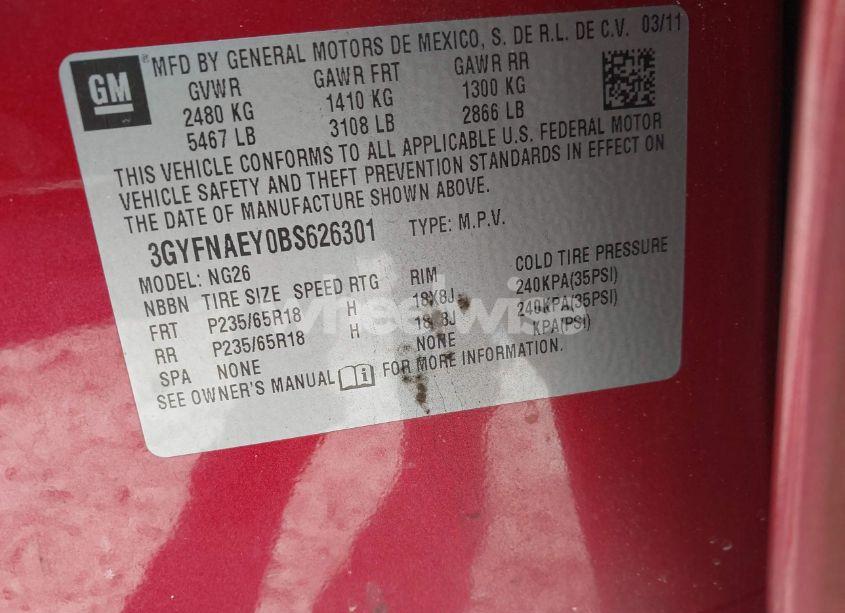 GM ® MFD BY GENERAL MOTORS DE MEXICO, S. DE R.L. DE C.V. 03/11
GVWR GAWR FRT GAWR RR
2480 KG 1410 KG 1300 KG
5467 LB 3108 LB 2866 LB
THIS VEHICLE CONFORMS TO ALL APPLICABLE U.S. FEDERAL MOTOR
VEHICLE SAFETY AND THEFT PREVENTION STANDARDS IN EFFECT ON
THE DATE OF MANUFACTURE SHOWN ABOVE.
3GYFNAEY0BS626301 TYPE: M.P.V.
MODEL: NG26
NBBN TIRE SIZE SPEED RTG RIM COLD TIRE PRESSURE
FRT P235/65R18 H 18X8J 240KPA(35PSI)
RR P235/65R18 H 18 8J 240KPA(35PSI)
SPA NONE NONE KPA(PSI)
SEE OWNER'S MANUAL i FOR MORE INFORMATION.
wheelwise